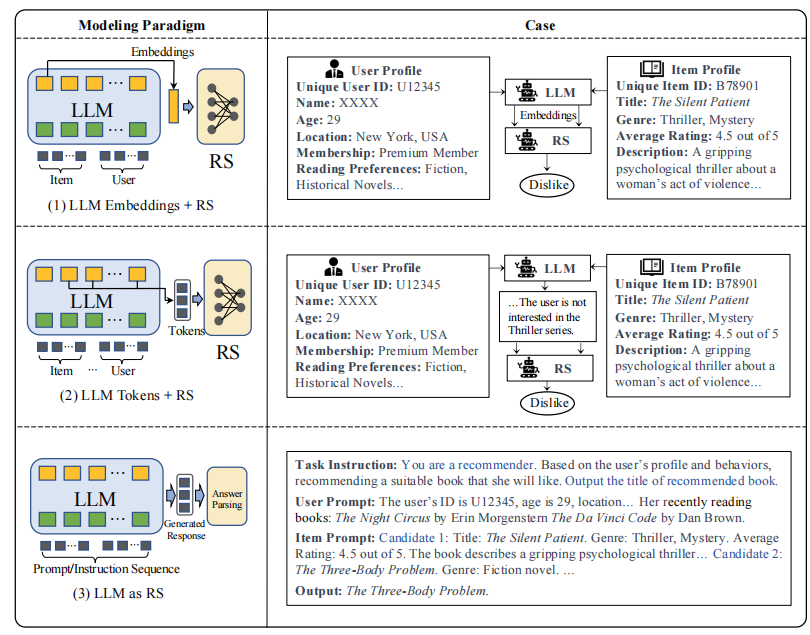 Modeling Paradigm
Case
Embeddings
LLM
RS
Item
User
(1) LLM Embeddings + RS
User Profile
Unique User ID: U12345
Name: XXXX
Age: 29
Location: New York, USA
Membership: Premium Member
Reading Preferences: Fiction,
Historical Novels…
LLM
Embeddings
RS
Dislike
Item Profile
Unique Item ID: B78901
Title: The Silent Patient
Genre: Thriller, Mystery
Average Rating: 4.5 out of 5
Description: A gripping
psychological thriller about a
woman’s act of violence…
LLM
Tokens
RS
Item
…
User
(2) LLM Tokens + RS
User Profile
Unique User ID: U12345
Name: XXXX
Age: 29
Location: New York, USA
Membership: Premium Member
Reading Preferences: Fiction,
Historical Novels…
LLM
…The user is not
interested in the
Thriller series.
RS
Dislike
Item Profile
Unique Item ID: B78901
Title: The Silent Patient
Genre: Thriller, Mystery
Average Rating: 4.5 out of 5
Description: A gripping
psychological thriller about a
woman’s act of violence…
LLM
Generated
Response
Answer
Parsing
Prompt/Instruction Sequence
(3) LLM as RS
Task Instruction: You are a recommender. Based on the user’s profile and behaviors,
recommending a suitable book that she will like. Output the title of recommended book.
User Prompt: The user’s ID is U12345, age is 29, location… Her recently reading
books: The Night Circus by Erin Morgenstern The Da Vinci Code by Dan Brown.
Item Prompt: Candidate 1: Title: The Silent Patient. Genre: Thriller, Mystery. Average
Rating: 4.5 out of 5. The book describes a gripping psychological thriller… Candidate 2:
The Three-Body Problem. Genre: Fiction novel. …
Output: The Three-Body Problem.